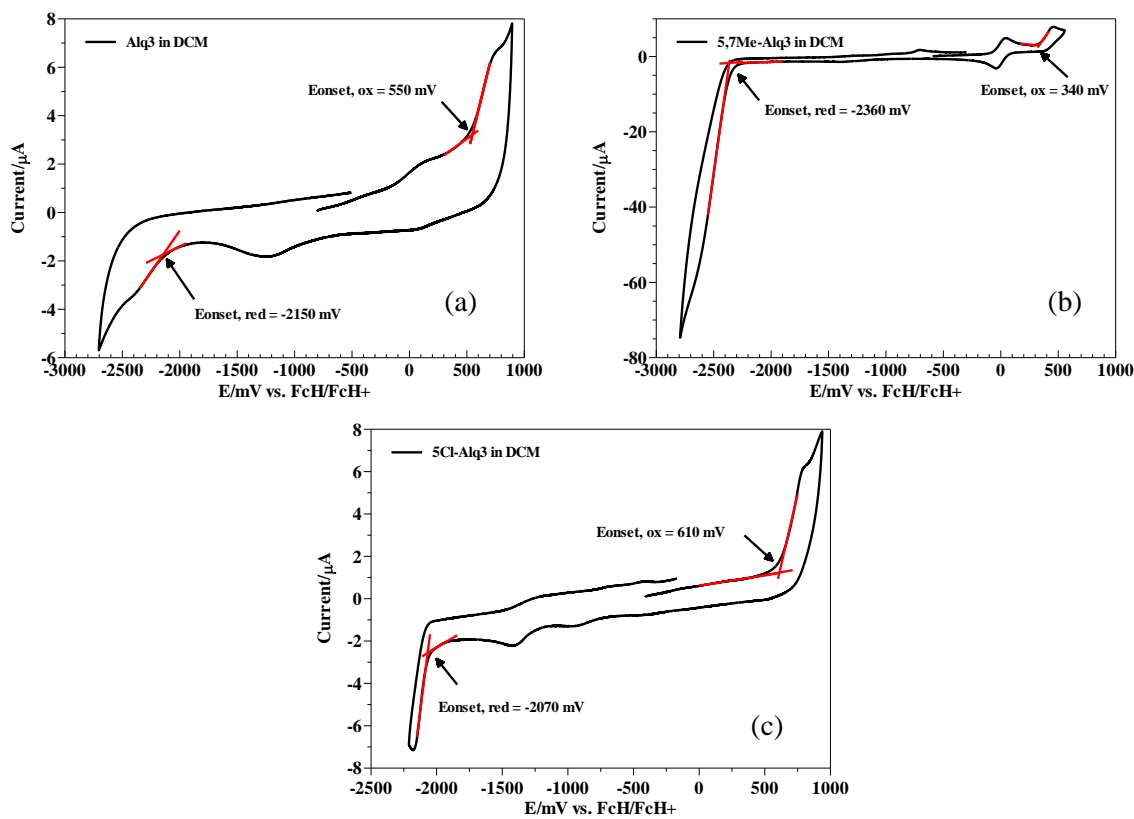 Alq3 in DCM
8
6
4
2
0
-2
-4
-6
Current/μA
Eonset, ox = 550 mV
Eonset, red = -2150 mV
(a)
-3000 -2500 -2000 -1500 -1000 -500 0 500 1000
E/mV vs. FcH/FcH+
5,7Me-Alq3 in DCM
20
0
-20
-40
-60
-80
Current/μA
Eonset, red = -2360 mV
Eonset, ox = 340 mV
(b)
-3000 -2500 -2000 -1500 -1000 -500 0 500 1000
E/mV vs. FcH/FcH+
5Cl-Alq3 in DCM
8
6
4
2
0
-2
-4
-6
-8
Current/μA
Eonset, ox = 610 mV
Eonset, red = -2070 mV
(c)
-2500 -2000 -1500 -1000 -500 0 500 1000
E/mV vs. FcH/FcH+